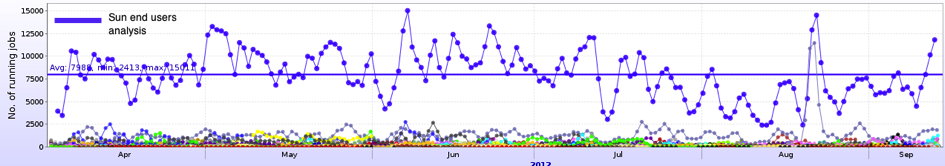 15000
Sun end users
analysis
12500
10000
Avg: 7988, min: 2413, max: 15011
7500
5000
2500
0
No. of running jobs
Apr May Jun Jul Aug Sep
2012